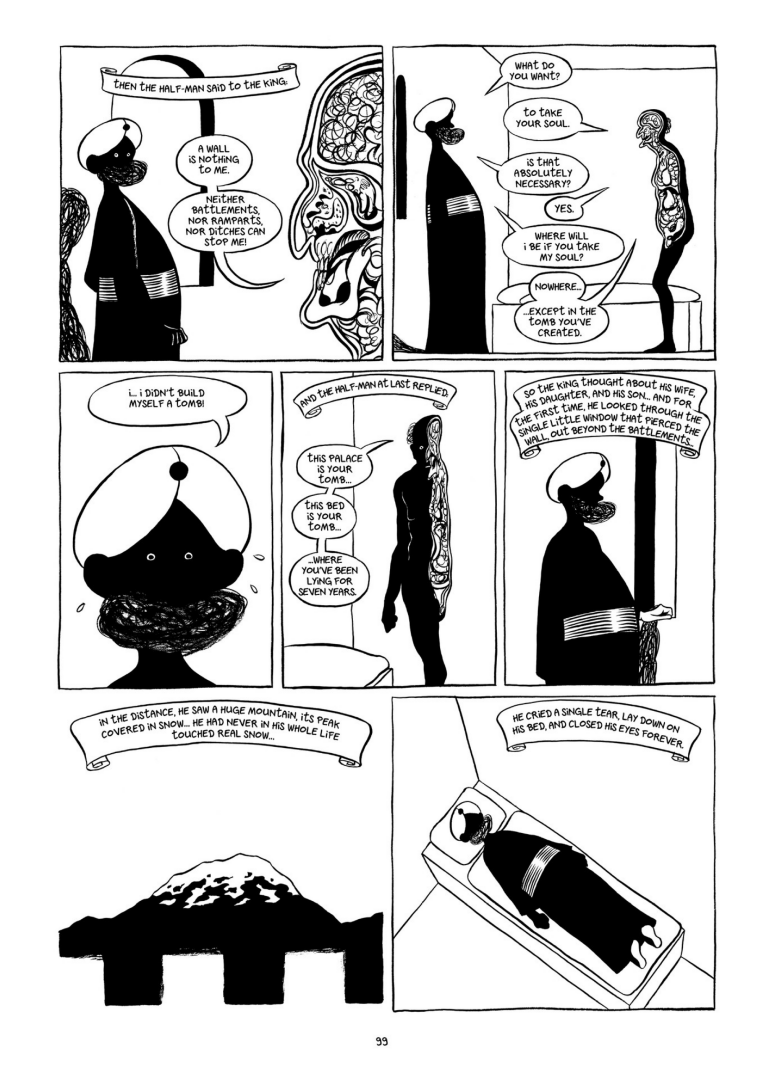 THEN THE HALF-MAN SAID TO THE KING:
A WALL
IS NOTHING
TO ME.
NEITHER
BATTLEMENTS,
NOR RAMPARTS,
NOR DITCHES CAN
STOP ME!
WHAT DO
YOU WANT?
TO TAKE
YOUR SOUL.
IS THAT
ABSOLUTELY
NECESSARY?
YES.
WHERE WILL
I BE IF YOU TAKE
MY SOUL?
NOWHERE...
...EXCEPT IN THE
TOMB YOU'VE
CREATED.
I... I DIDN'T BUILD
MYSELF A TOMB!
AND THE HALF-MAN AT LAST REPLIED:
THIS PALACE
IS YOUR
TOMB...
THIS BED
IS YOUR
TOMB...
...WHERE
YOU'VE BEEN
LYING FOR
SEVEN YEARS.
SO THE KING THOUGHT ABOUT HIS WIFE,
HIS DAUGHTER, AND HIS SON... AND FOR
THE FIRST TIME, HE LOOKED THROUGH THE
SINGLE LITTLE WINDOW THAT PIERCED THE
WALL, OUT BEYOND THE BATTLEMENTS.
IN THE DISTANCE, HE SAW A HUGE MOUNTAIN, ITS PEAK
COVERED IN SNOW... HE HAD NEVER IN HIS WHOLE LIFE
TOUCHED REAL SNOW...
HE CRIED A SINGLE TEAR, LAY DOWN ON
HIS BED, AND CLOSED HIS EYES FOREVER.
99